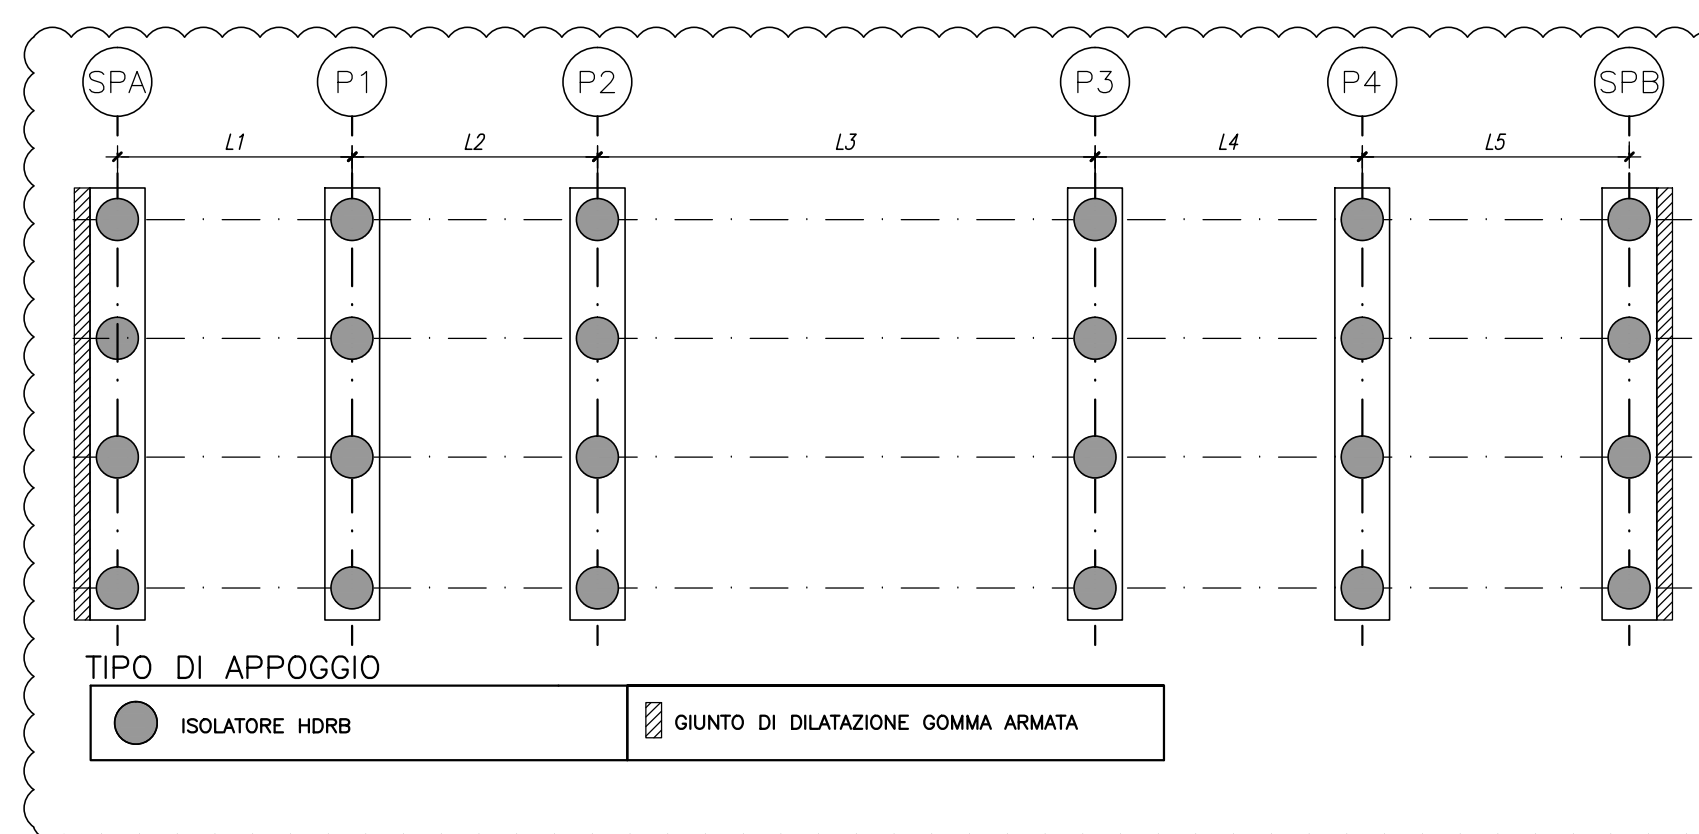 SPA P1 P2 P3 P4 SPB
L1 L2 L3 L4 L5
TIPO DI APPOGGIO
ISOLATORE HDRB GIUNTO DI DILATAZIONE GOMMA ARMATA